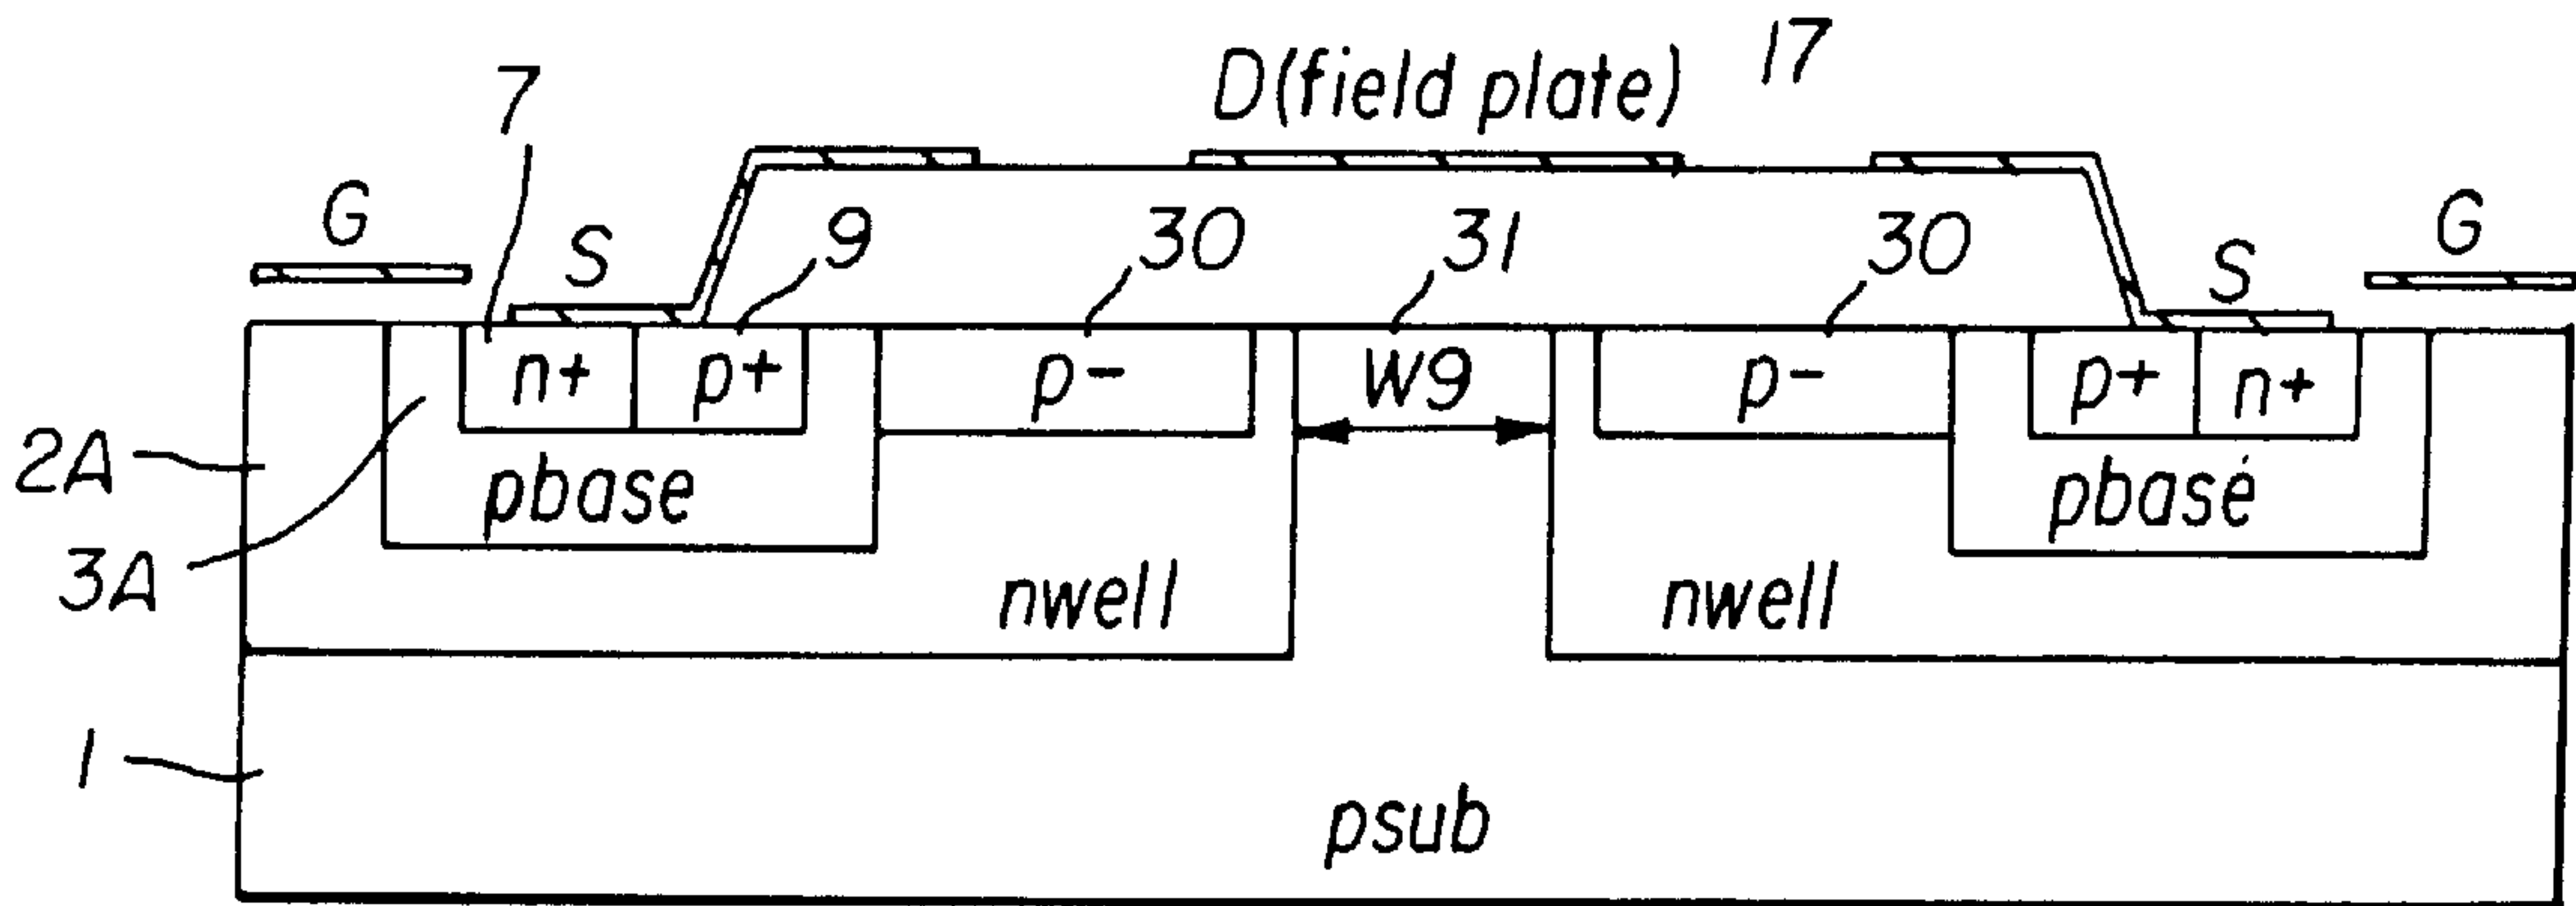 17
D(field plate)
7
G
S
9
30
31
30
S
G
n+
p+
p-
W9
p-
p+
n+
2A
pbase
pbase
3A
nwell
nwell
1
psub